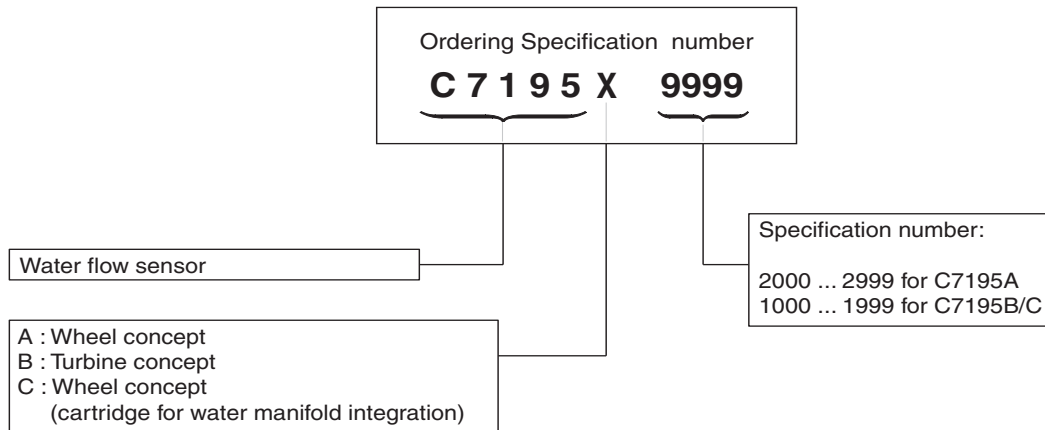 Ordering Specification number
C 7 1 9 5 X 9999
Water flow sensor
A : Wheel concept
B : Turbine concept
C : Wheel concept
(cartridge for water manifold integration)
Specification number:
2000 ... 2999 for C7195A
1000 ... 1999 for C7195B/C